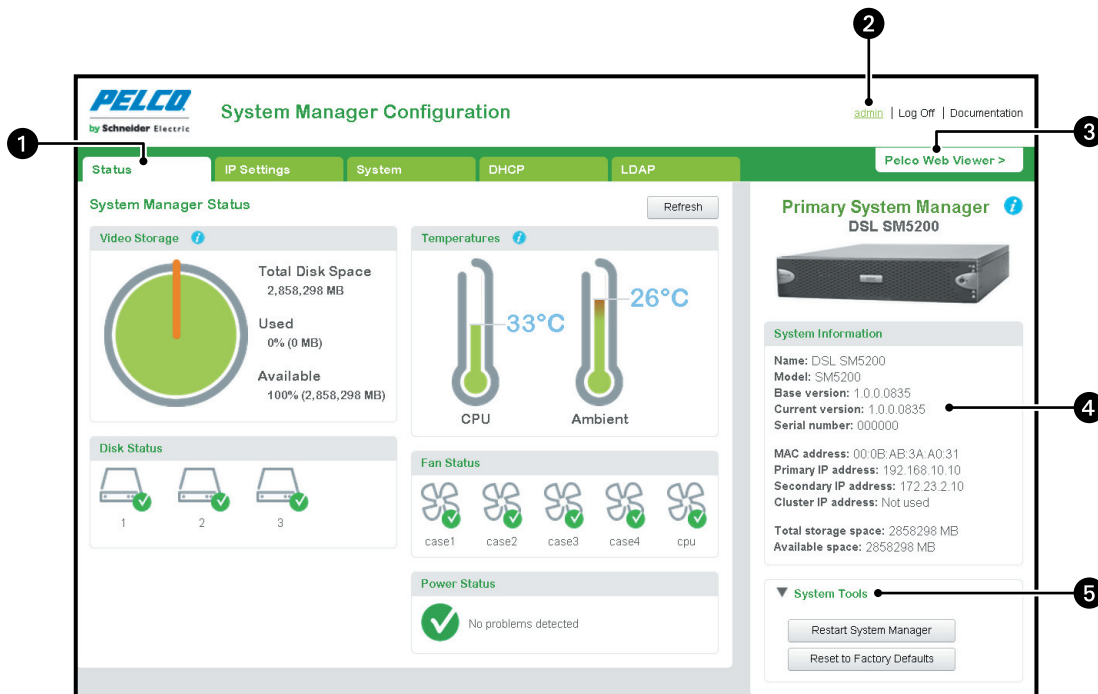 2
PELCO
by Schneider Electric
System Manager Configuration
admin | Log Off | Documentation
3
1
Status
IP Settings
System
DHCP
LDAP
Pelco Web Viewer >
System Manager Status
Refresh
Video Storage i
Total Disk Space
2,858,298 MB
Used
0% (0 MB)
Available
100% (2,858,298 MB)
Temperatures i
33°C
26°C
CPU
Ambient
Disk Status
1
2
3
Fan Status
case1
case2
case3
case4
cpu
Power Status
No problems detected
Primary System Manager i
DSL SM5200
System Information
Name: DSL SM5200
Model: SM5200
Base version: 1.0.0.0835
Current version: 1.0.0.0835
4
Serial number: 000000
MAC address: 00:0B:AB:3A:A0:31
Primary IP address: 192.168.10.10
Secondary IP address: 172.23.2.10
Cluster IP address: Not used
Total storage space: 2858298 MB
Available space: 2858298 MB
System Tools
5
Restart System Manager
Reset to Factory Defaults